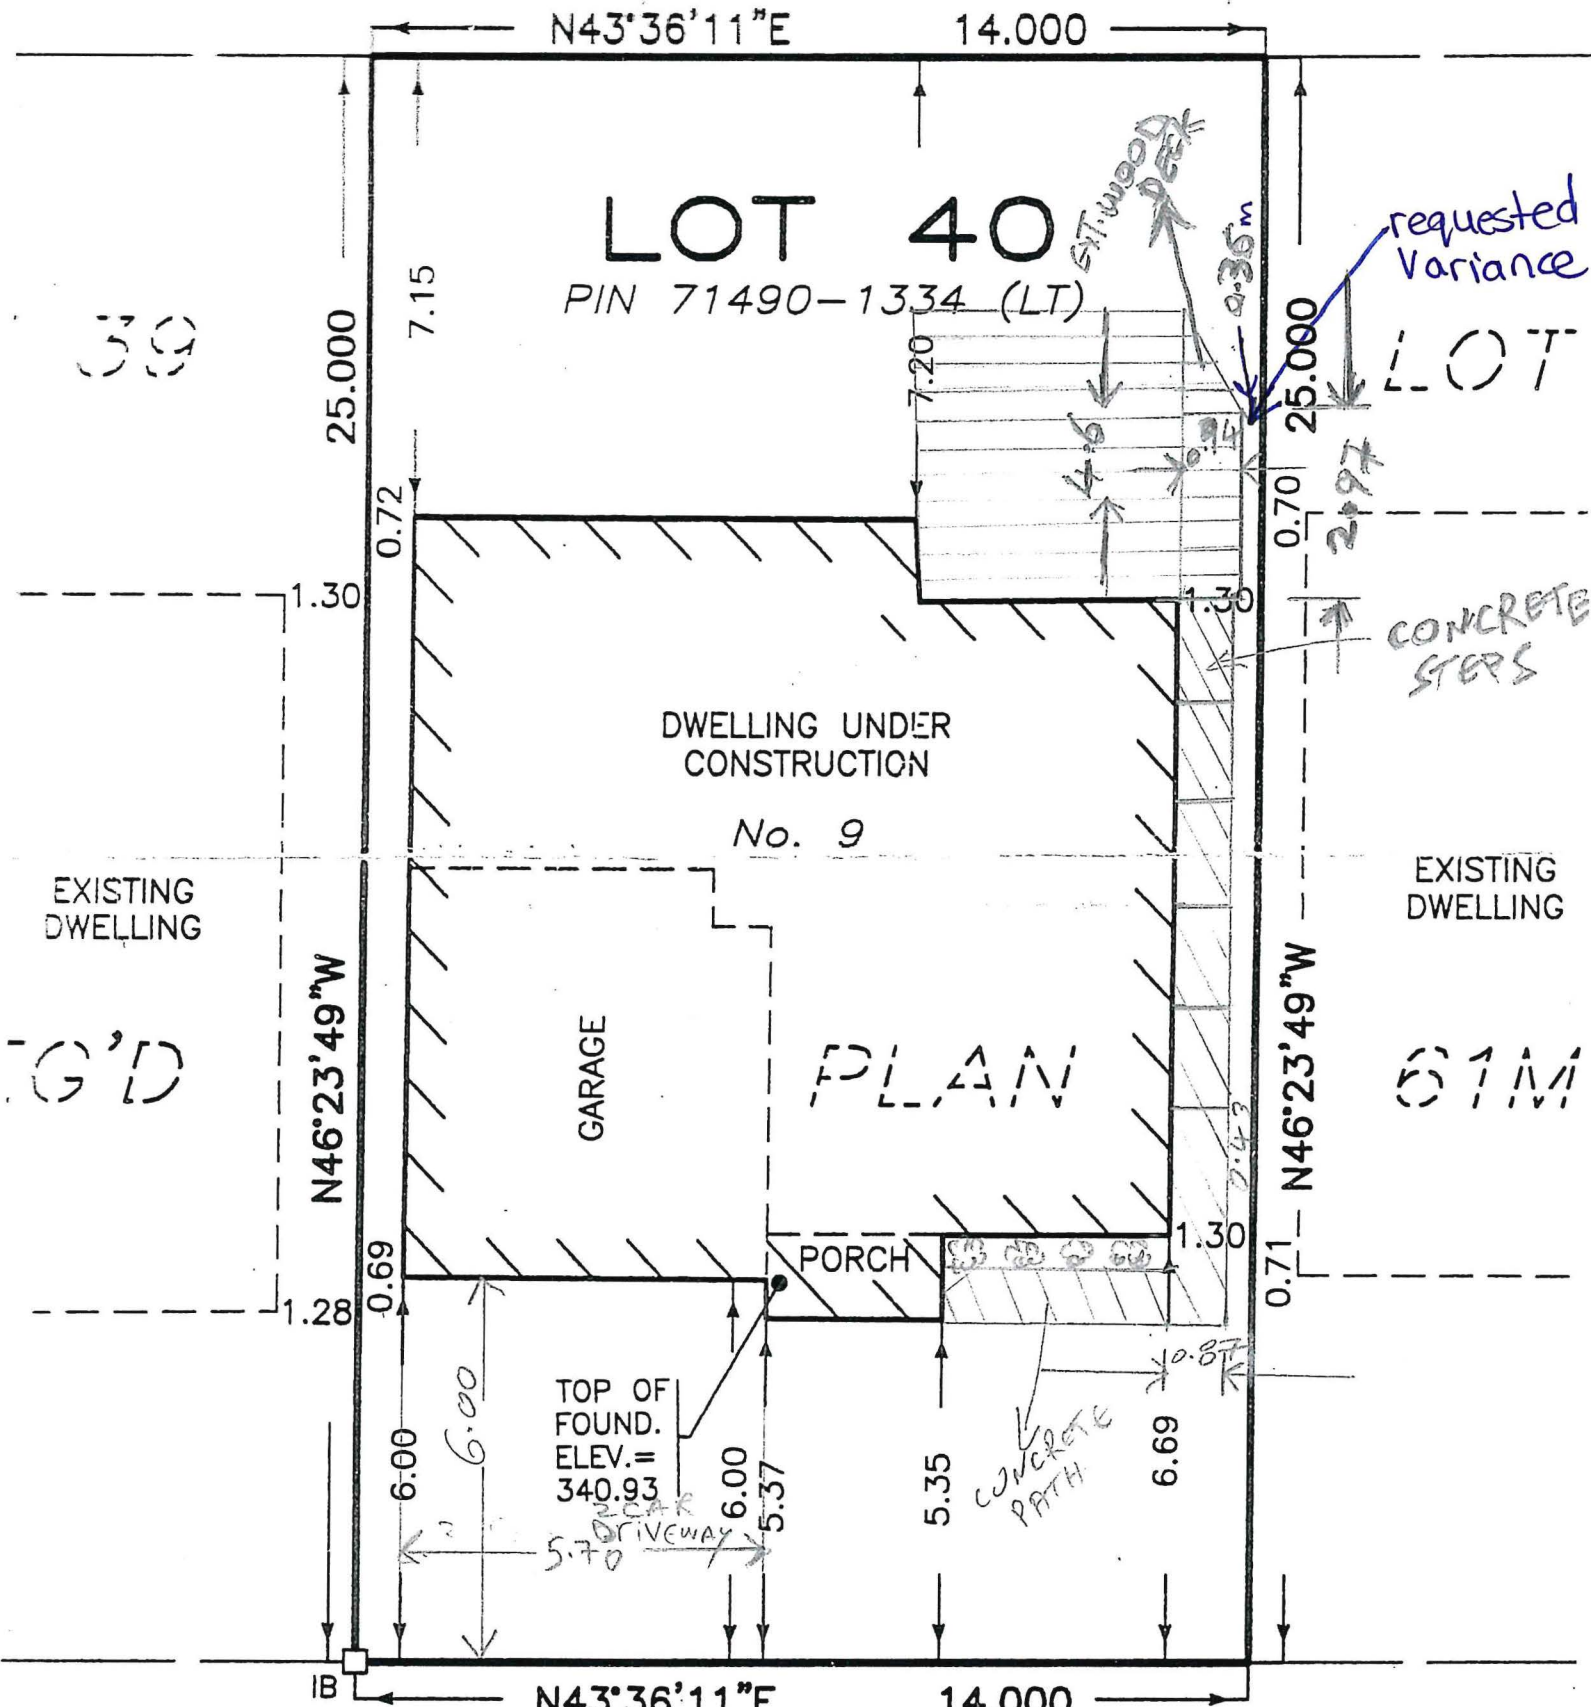 N43°36'11"E 14.000
EXT. WOOD
DECK
LOT 40
PIN 71490-1334 (LT)
0.36m
requested
Variance
7.15
7.20
39
25.000
25.000
LOT
4.6
0.94
2.97
0.72
0.70
1.30
1.30
CONCRETE
STEPS
DWELLING UNDER
CONSTRUCTION
No. 9
EXISTING
DWELLING
EXISTING
DWELLING
N46°23'49"W
N46°23'49"W
GARAGE
G'D
PLAN
61M
0.43
1.30
PORCH
0.69
0.71
1.28
0.87
TOP OF
FOUND.
ELEV.=
340.93
6.00
6.00
6.00
5.37
5.35
6.69
CONCRETE
PATH
2 CAR
DRIVEWAY
5.70
IB
N43°36'11"E 14.000